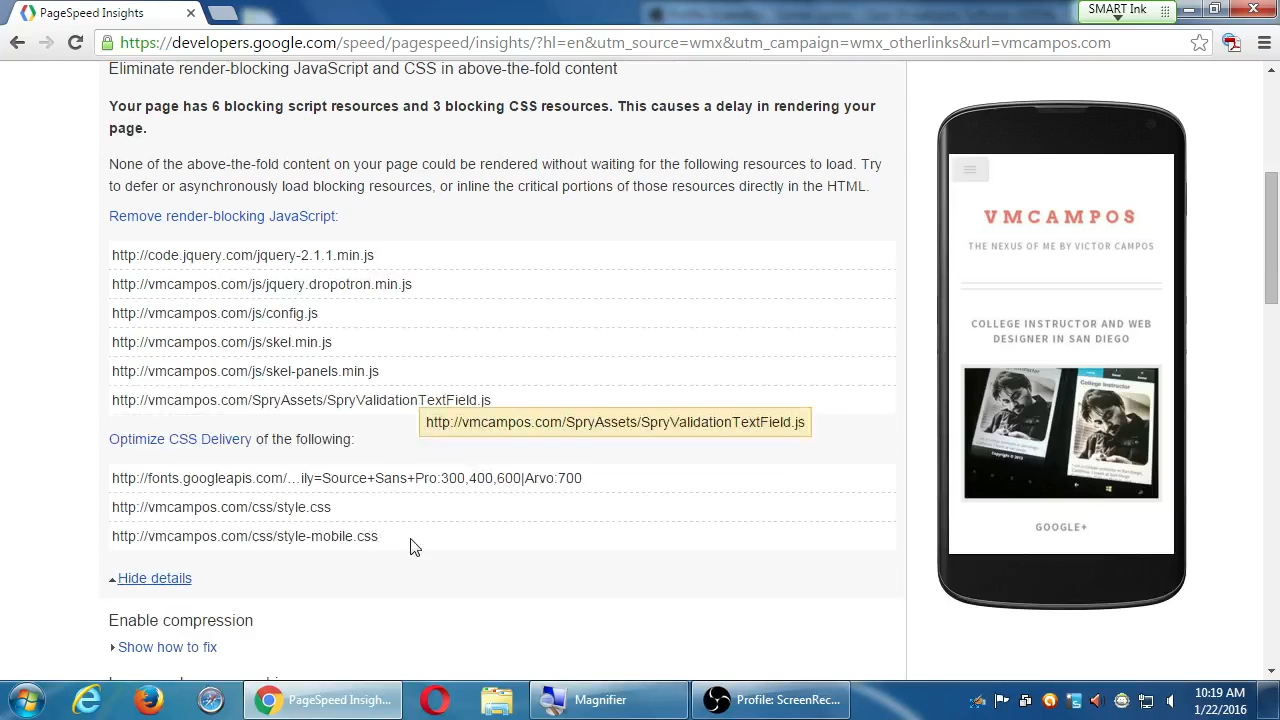 PageSpeed Insights
SMART Ink
https://developers.google.com/speed/pagespeed/insights/?hl=en&utm_source=wmx&utm_campaign=wmx_otherlinks&url=vmcampos.com
Eliminate render-blocking JavaScript and CSS in above-the-fold content
Your page has 6 blocking script resources and 3 blocking CSS resources. This causes a delay in rendering your
page.
None of the above-the-fold content on your page could be rendered without waiting for the following resources to load. Try
to defer or asynchronously load blocking resources, or inline the critical portions of those resources directly in the HTML.
Remove render-blocking JavaScript:
http://code.jquery.com/jquery-2.1.1.min.js
http://vmcampos.com/js/jquery.dropotron.min.js
http://vmcampos.com/js/config.js
http://vmcampos.com/js/skel.min.js
http://vmcampos.com/js/skel-panels.min.js
http://vmcampos.com/SpryAssets/SpryValidationTextField.js
http://vmcampos.com/SpryAssets/SpryValidationTextField.js
Optimize CSS Delivery of the following:
http://fonts.googleapis.com/…ily=Source+Sans+Pro:300,400,600|Arvo:700
http://vmcampos.com/css/style.css
http://vmcampos.com/css/style-mobile.css
Hide details
Enable compression
Show how to fix
VMCAMPOS
THE NEXUS OF ME BY VICTOR CAMPOS
COLLEGE INSTRUCTOR AND WEB
DESIGNER IN SAN DIEGO
College Instructor
GOOGLE+
PageSpeed Insigh...
Magnifier
Profile: ScreenRec...
10:19 AM
1/22/2016